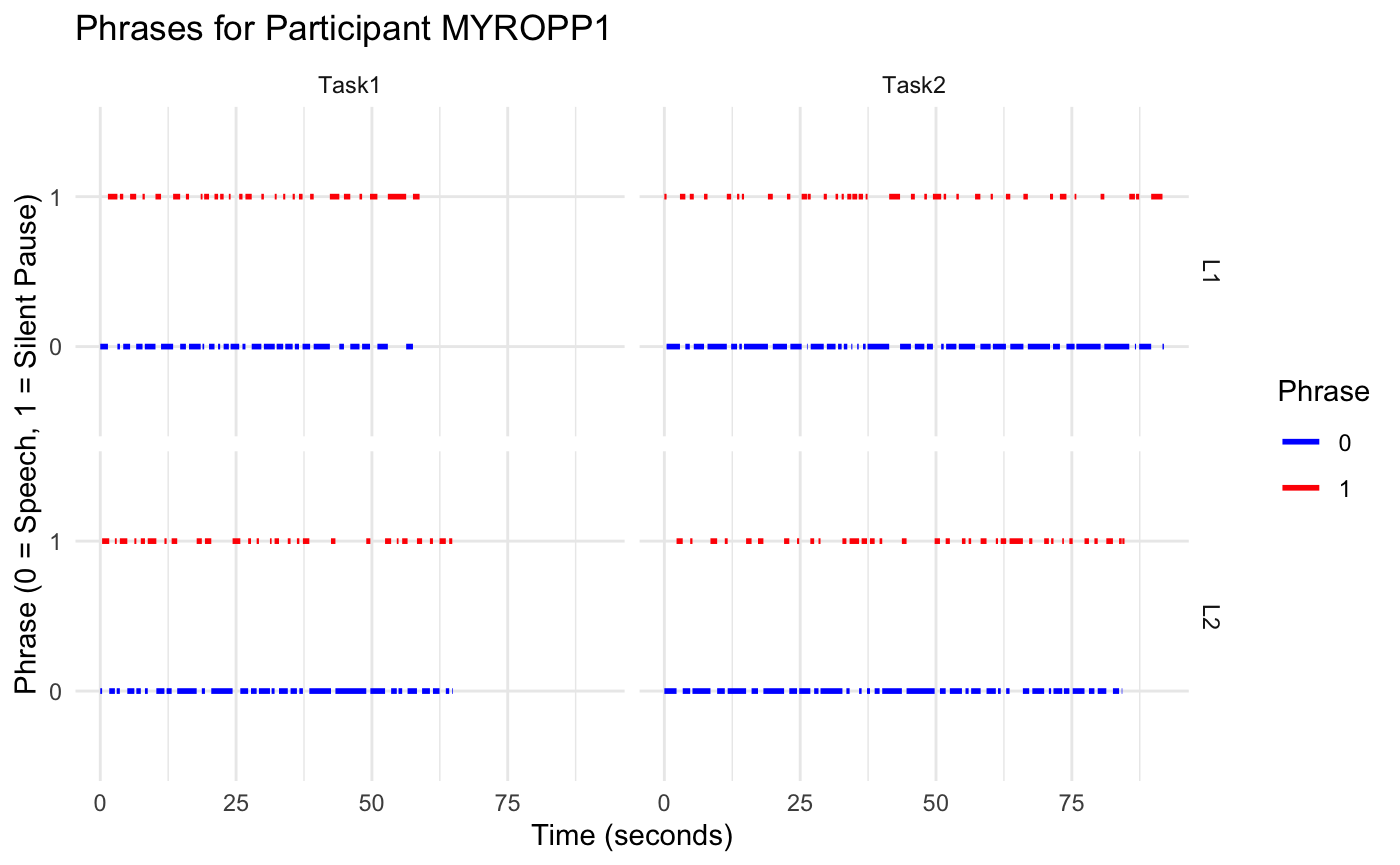 Phrases for Participant MYROPP1
Task1
Task2
Phrase (0 = Speech, 1 = Silent Pause)
1
0
L1
1
0
L2
Phrase
0
1
0
25
50
75
0
25
50
75
Time (seconds)